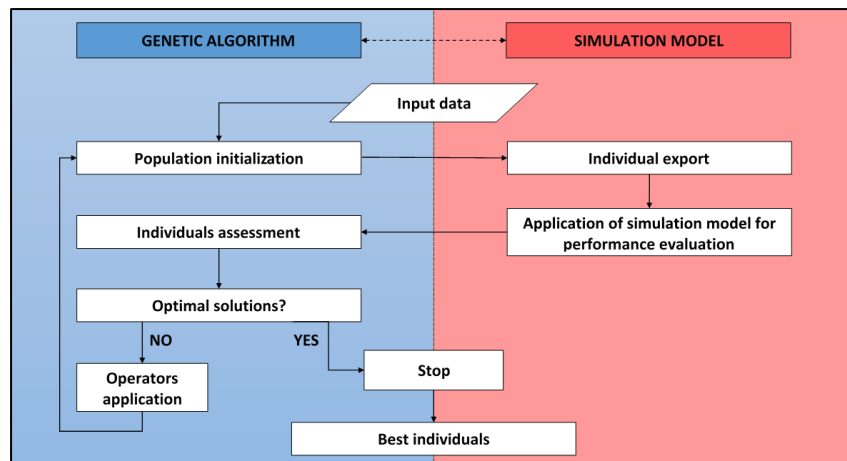 GENETIC ALGORITHM
SIMULATION MODEL
Input data
Population initialization
Individual export
Individuals assessment
Application of simulation model for
performance evaluation
Optimal solutions?
NO
YES
Operators
application
Stop
Best individuals